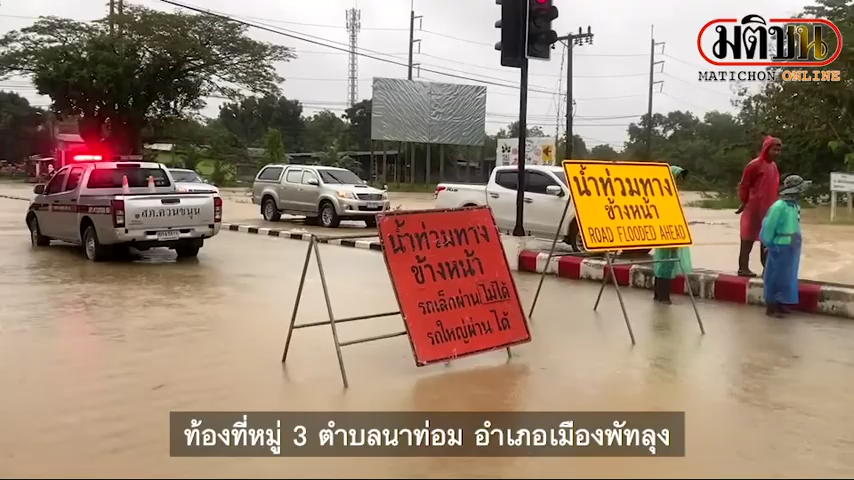 มติชน
MATICHON ONLINE
น้ำท่วมทาง
ข้างหน้า
ROAD FLOODED AHEAD
น้ำท่วมทาง
ข้างหน้า
รถเล็กผ่าน ไม่ได้
รถใหญ่ผ่าน ได้
สภ.ควนขนุน
ท้องที่หมู่ 3 ตำบลนาท่อม อำเภอเมืองพัทลุง